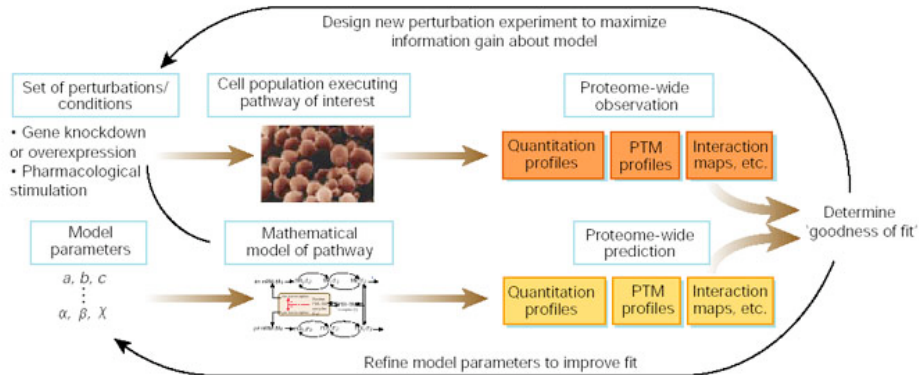 Design new perturbation experiment to maximize
information gain about model
Set of perturbations/
conditions
• Gene knockdown
or overexpression
• Pharmacological
stimulation
Cell population executing
pathway of interest
Proteome-wide
observation
Quantitation
profiles
PTM
profiles
Interaction
maps, etc.
Determine
'goodness of fit'
Model
parameters
a, b, c
⋮
α, β, χ
Mathematical
model of pathway
Proteome-wide
prediction
Quantitation
profiles
PTM
profiles
Interaction
maps, etc.
Refine model parameters to improve fit